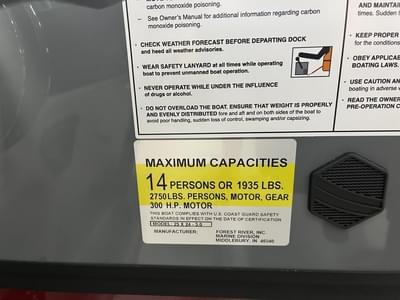 carbon monoxide poisoning.
— See Owner's Manual for additional information regarding carbon
monoxide poisoning.
· CHECK WEATHER FORECAST BEFORE DEPARTING DOCK
and heed all weather advisories.
· WEAR SAFETY LANYARD at all times while operating
boat to prevent unmanned boat operation.
· NEVER OPERATE WHILE UNDER THE INFLUENCE
of drugs or alcohol.
· DO NOT OVERLOAD THE BOAT. ENSURE THAT WEIGHT IS PROPERLY
AND EVENLY DISTRIBUTED fore and aft and on both sides of the boat to
avoid poor handling, sudden loss of control, swamping and/or capsizing.
AND MAINTAI
times. Sudden
· KEEP PROPER
for the conditions
· OBEY APPLICAB
BOATING LAWS.
· USE CAUTION AN
boating in adverse
· READ THE OWNER
PRE-OPERATION C
MAXIMUM CAPACITIES
14 PERSONS OR 1935 LBS.
2750 LBS. PERSONS, MOTOR, GEAR
300 H.P. MOTOR
THIS BOAT COMPLIES WITH U.S. COAST GUARD SAFETY
STANDARDS IN EFFECT ON THE DATE OF CERTIFICATION
MANUFACTURER: FOREST RIVER, INC.
MARINE DIVISION
MIDDLEBURY, IN 46540